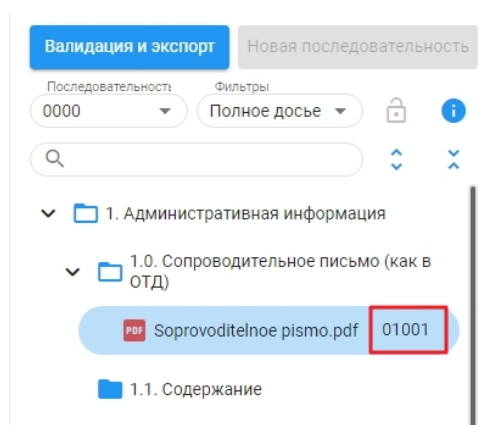 Валидация и экспорт Новая последовательность
Последовательность Фильтры
0000 Полное досье
1. Административная информация
1.0. Сопроводительное письмо (как в
ОТД)
PDF Soprovoditelnoe pismo.pdf 01001
1.1. Содержание